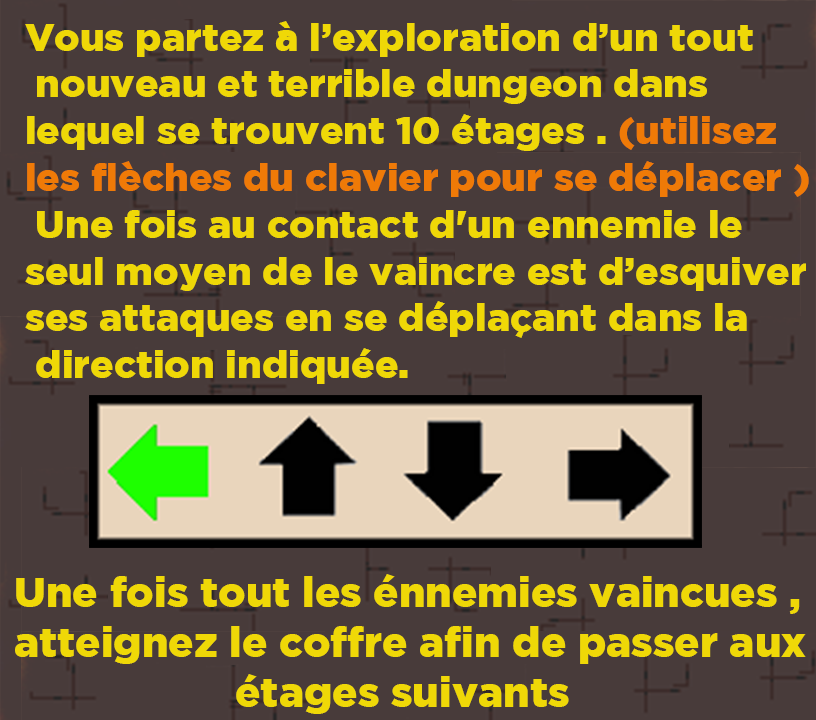 Vous partez à l’exploration d’un tout
nouveau et terrible dungeon dans
lequel se trouvent 10 étages . (utilisez
les flèches du clavier pour se déplacer )
Une fois au contact d'un ennemie le
seul moyen de le vaincre est d’esquiver
ses attaques en se déplaçant dans la
direction indiquée.
Une fois tout les énnemies vaincues ,
atteignez le coffre afin de passer aux
étages suivants